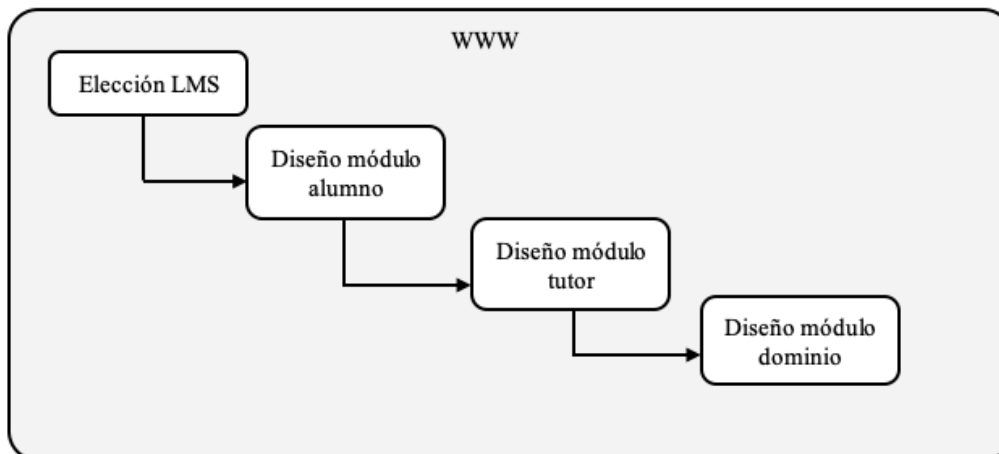 WWW
Elección LMS
Diseño módulo
alumno
Diseño módulo
tutor
Diseño módulo
dominio